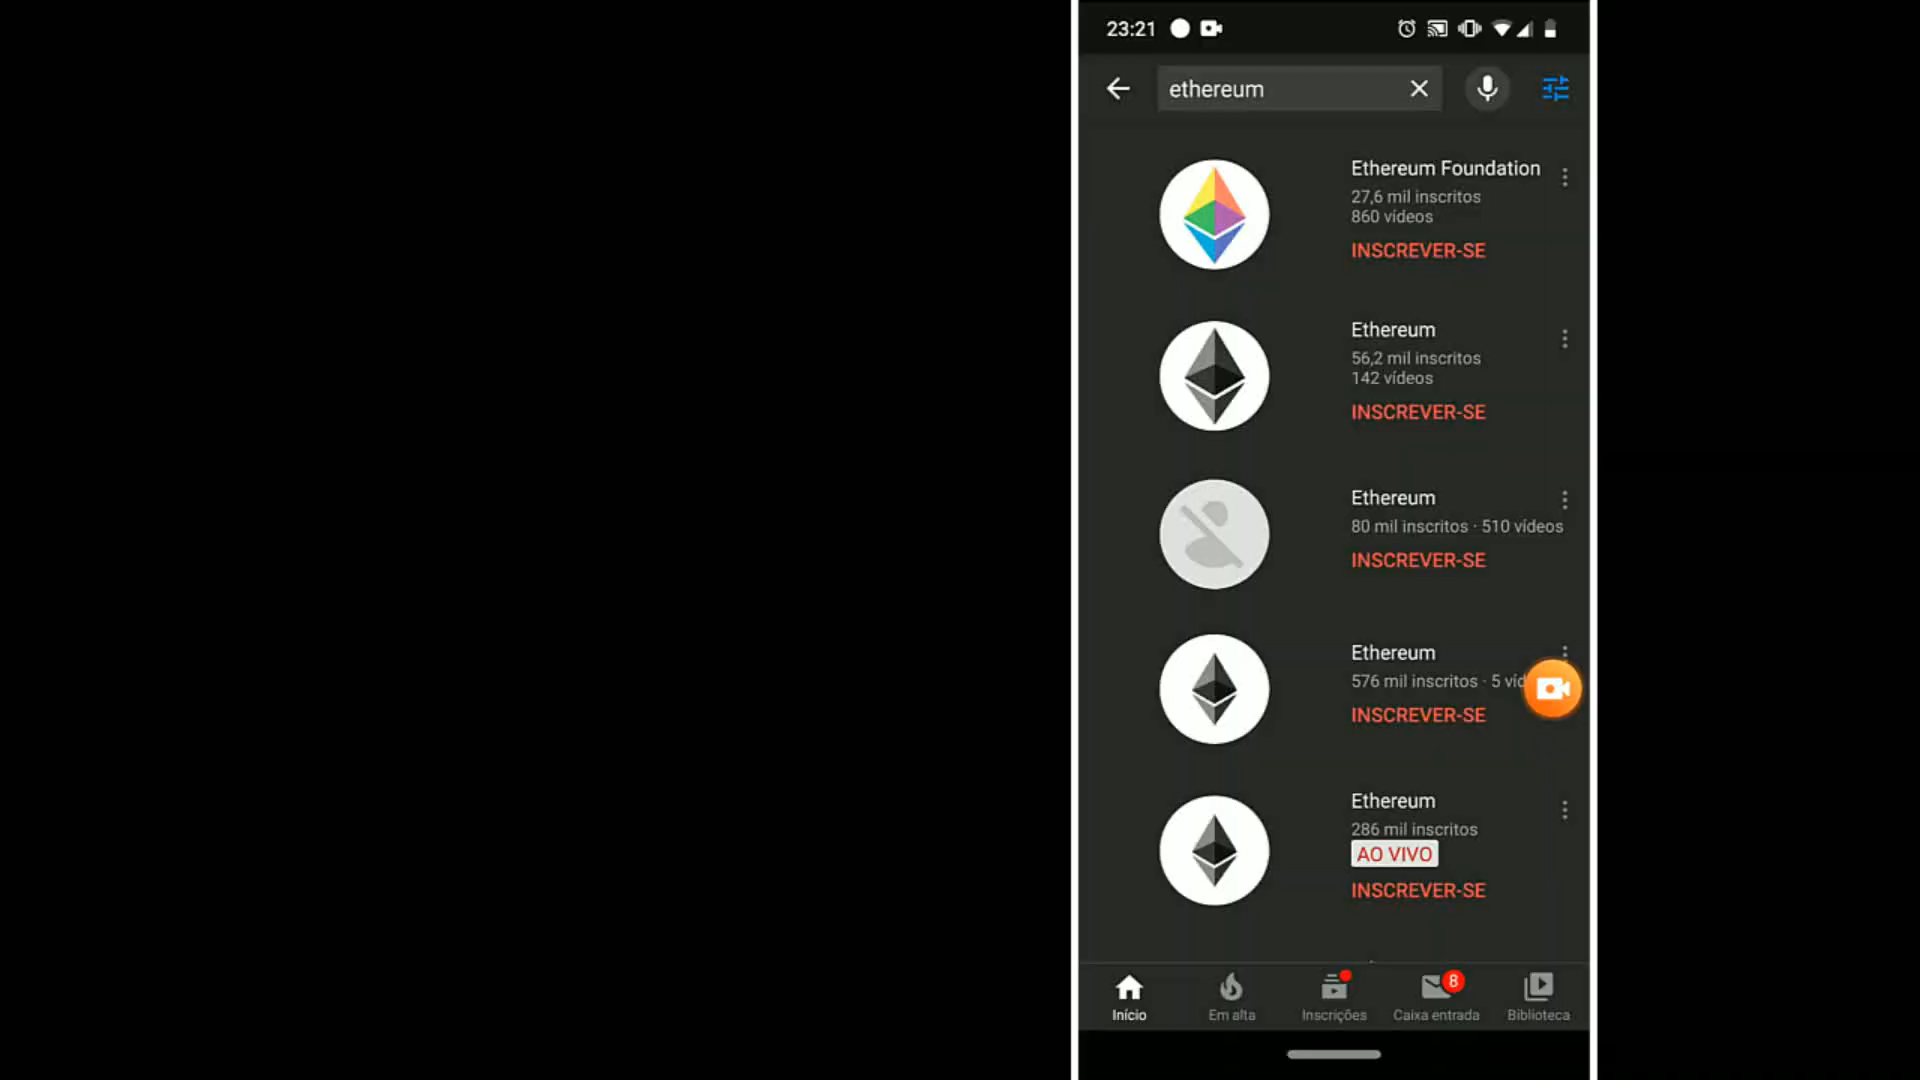 23:21
ethereum
Ethereum Foundation
27,6 mil inscritos
860 vídeos
INSCREVER-SE
Ethereum
56,2 mil inscritos
142 vídeos
INSCREVER-SE
Ethereum
80 mil inscritos · 510 vídeos
INSCREVER-SE
Ethereum
576 mil inscritos · 5 víd
INSCREVER-SE
Ethereum
286 mil inscritos
AO VIVO
INSCREVER-SE
8
Início Em alta Inscrições Caixa entrada Biblioteca